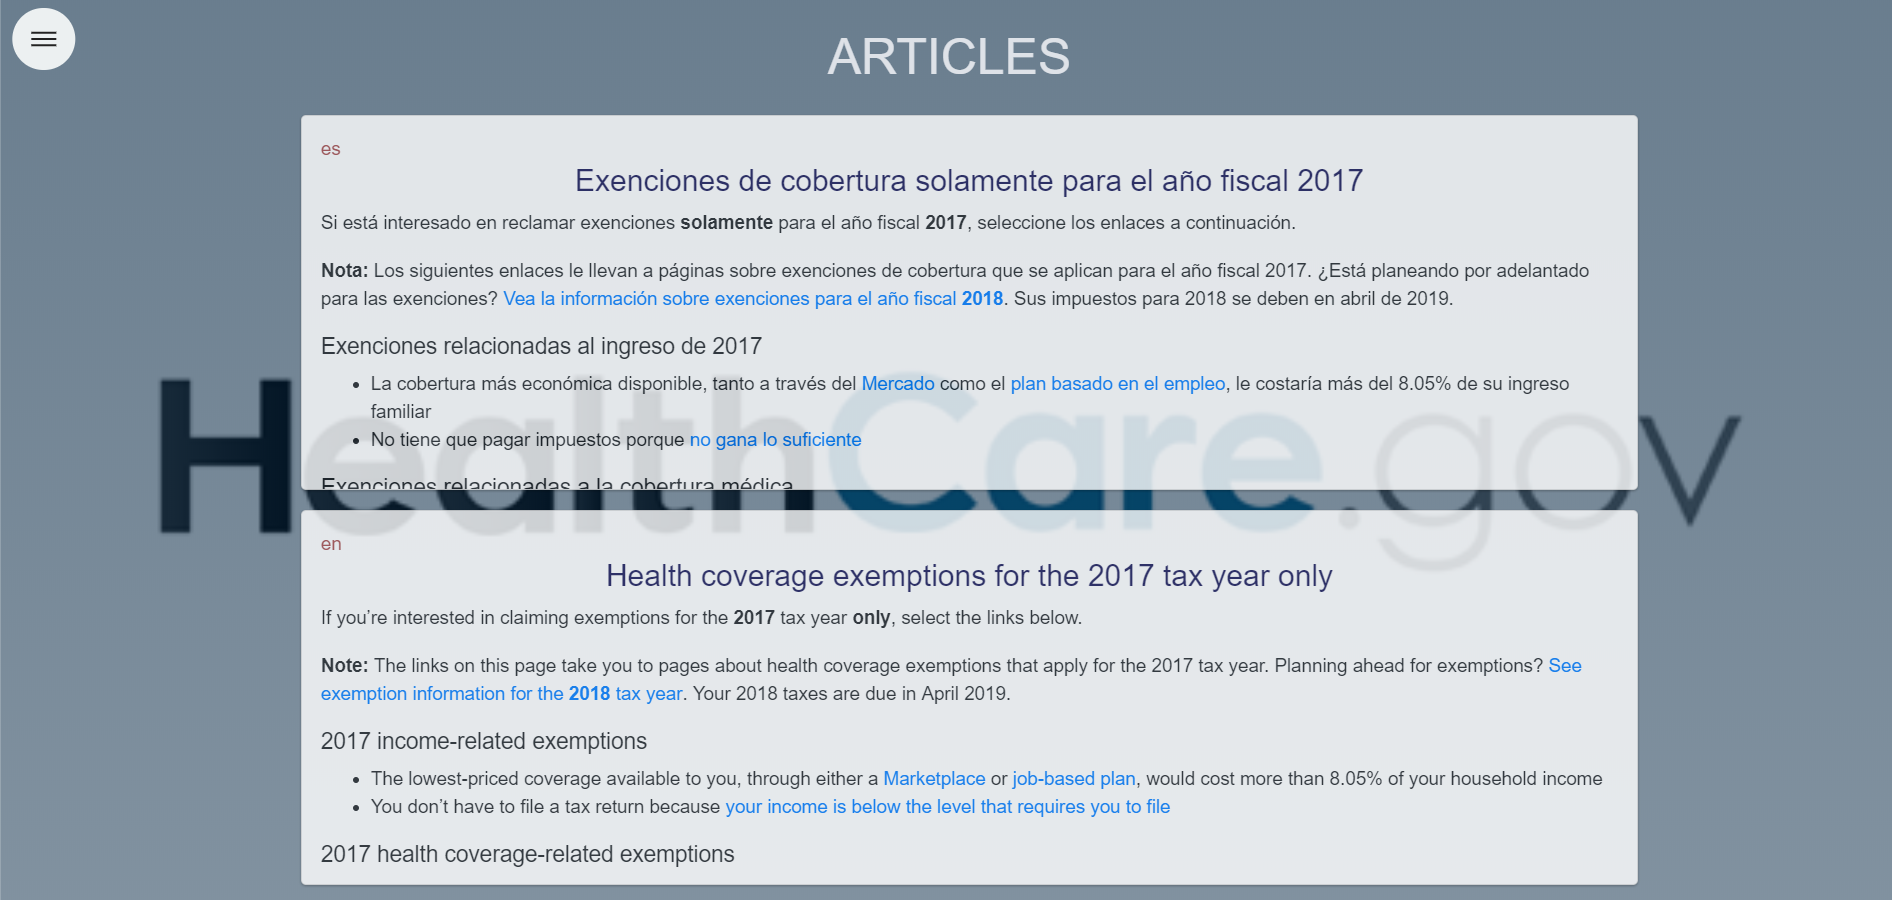 ARTICLES
es
Exenciones de cobertura solamente para el año fiscal 2017
Si está interesado en reclamar exenciones solamente para el año fiscal 2017, seleccione los enlaces a continuación.
Nota: Los siguientes enlaces le llevan a páginas sobre exenciones de cobertura que se aplican para el año fiscal 2017. ¿Está planeando por adelantado
para las exenciones? Vea la información sobre exenciones para el año fiscal 2018. Sus impuestos para 2018 se deben en abril de 2019.
Exenciones relacionadas al ingreso de 2017
• La cobertura más económica disponible, tanto a través del Mercado como el plan basado en el empleo, le costaría más del 8.05% de su ingreso
familiar
• No tiene que pagar impuestos porque no gana lo suficiente
Exenciones relacionadas a la cobertura médica
HealthCare.gov
en
Health coverage exemptions for the 2017 tax year only
If you’re interested in claiming exemptions for the 2017 tax year only, select the links below.
Note: The links on this page take you to pages about health coverage exemptions that apply for the 2017 tax year. Planning ahead for exemptions? See
exemption information for the 2018 tax year. Your 2018 taxes are due in April 2019.
2017 income-related exemptions
• The lowest-priced coverage available to you, through either a Marketplace or job-based plan, would cost more than 8.05% of your household income
• You don’t have to file a tax return because your income is below the level that requires you to file
2017 health coverage-related exemptions